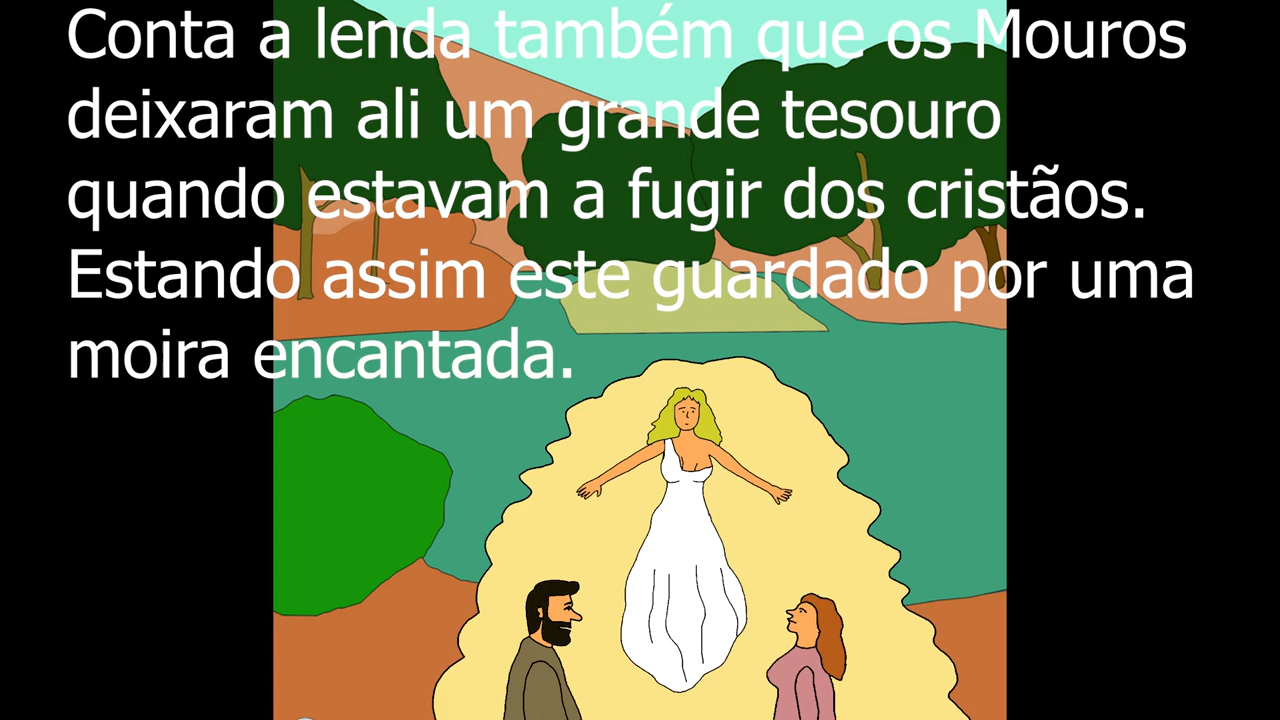 Conta a lenda também que os Mouros
deixaram ali um grande tesouro
quando estavam a fugir dos cristãos.
Estando assim este guardado por uma
moira encantada.